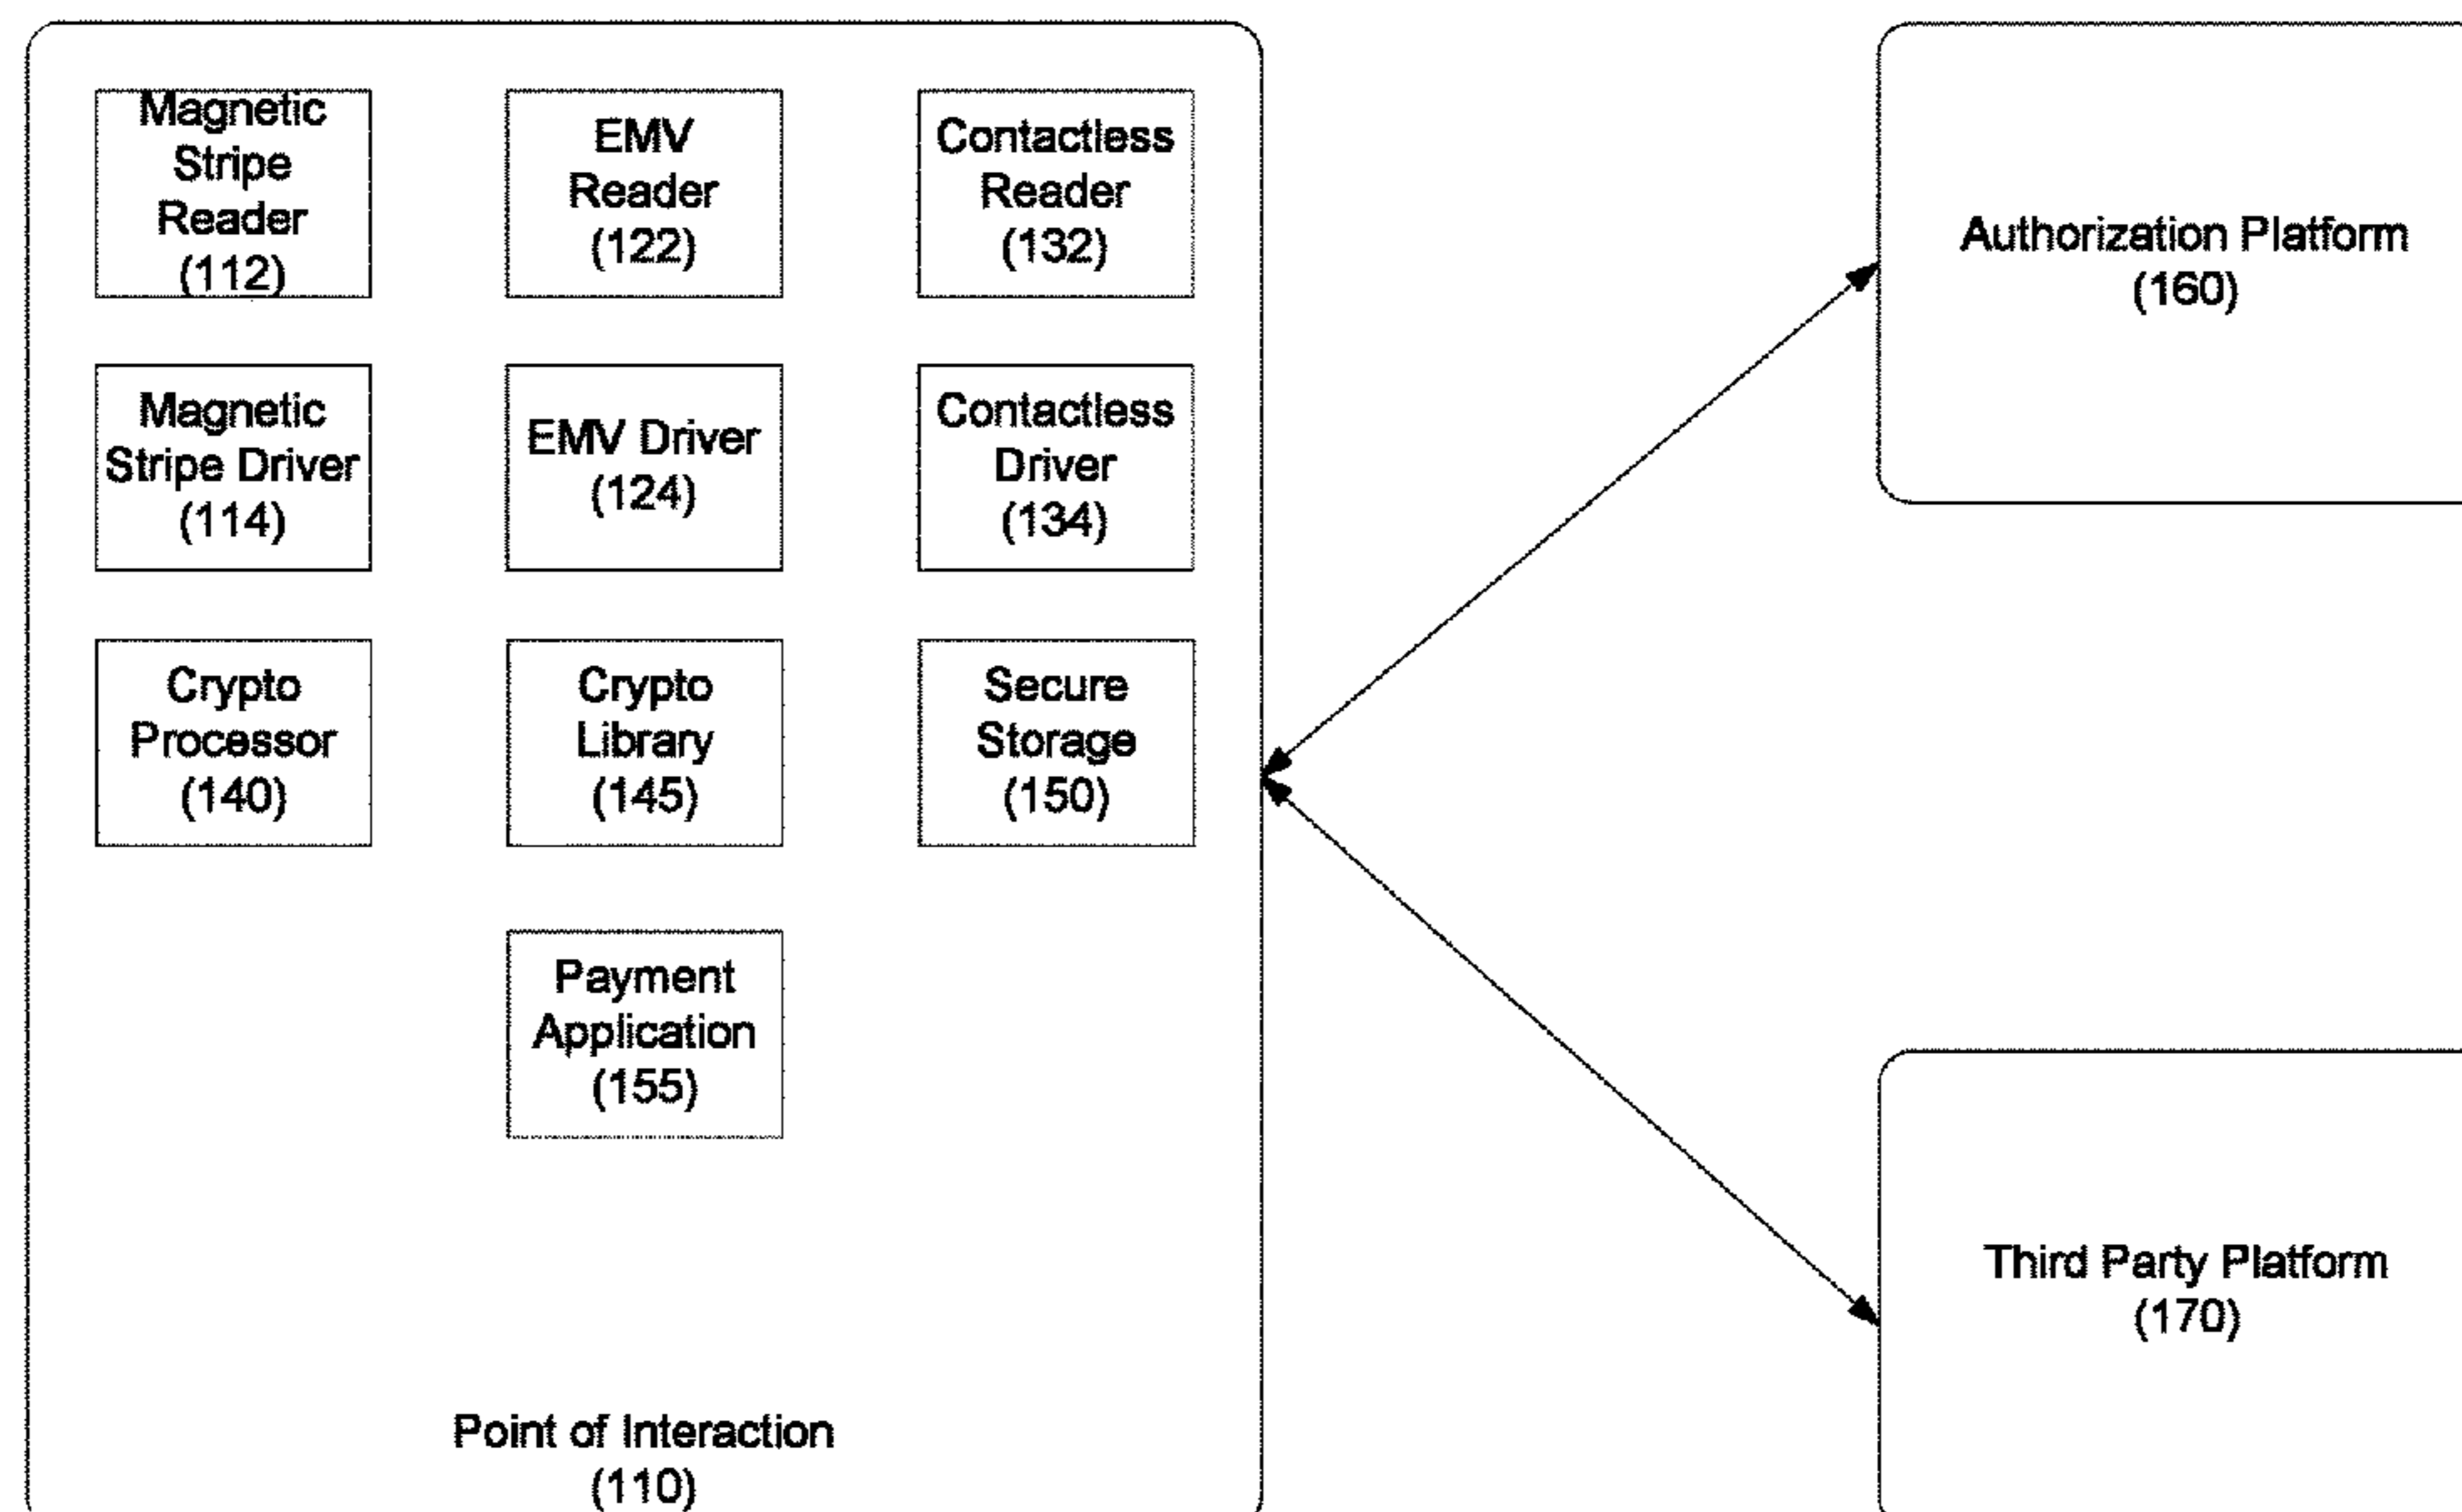 Magnetic
Stripe
Reader
(112)
EMV
Reader
(122)
Contactless
Reader
(132)
Magnetic
Stripe Driver
(114)
EMV Driver
(124)
Contactless
Driver
(134)
Crypto
Processor
(140)
Crypto
Library
(145)
Secure
Storage
(150)
Payment
Application
(155)
Point of Interaction
(110)
Authorization Platform
(160)
Third Party Platform
(170)